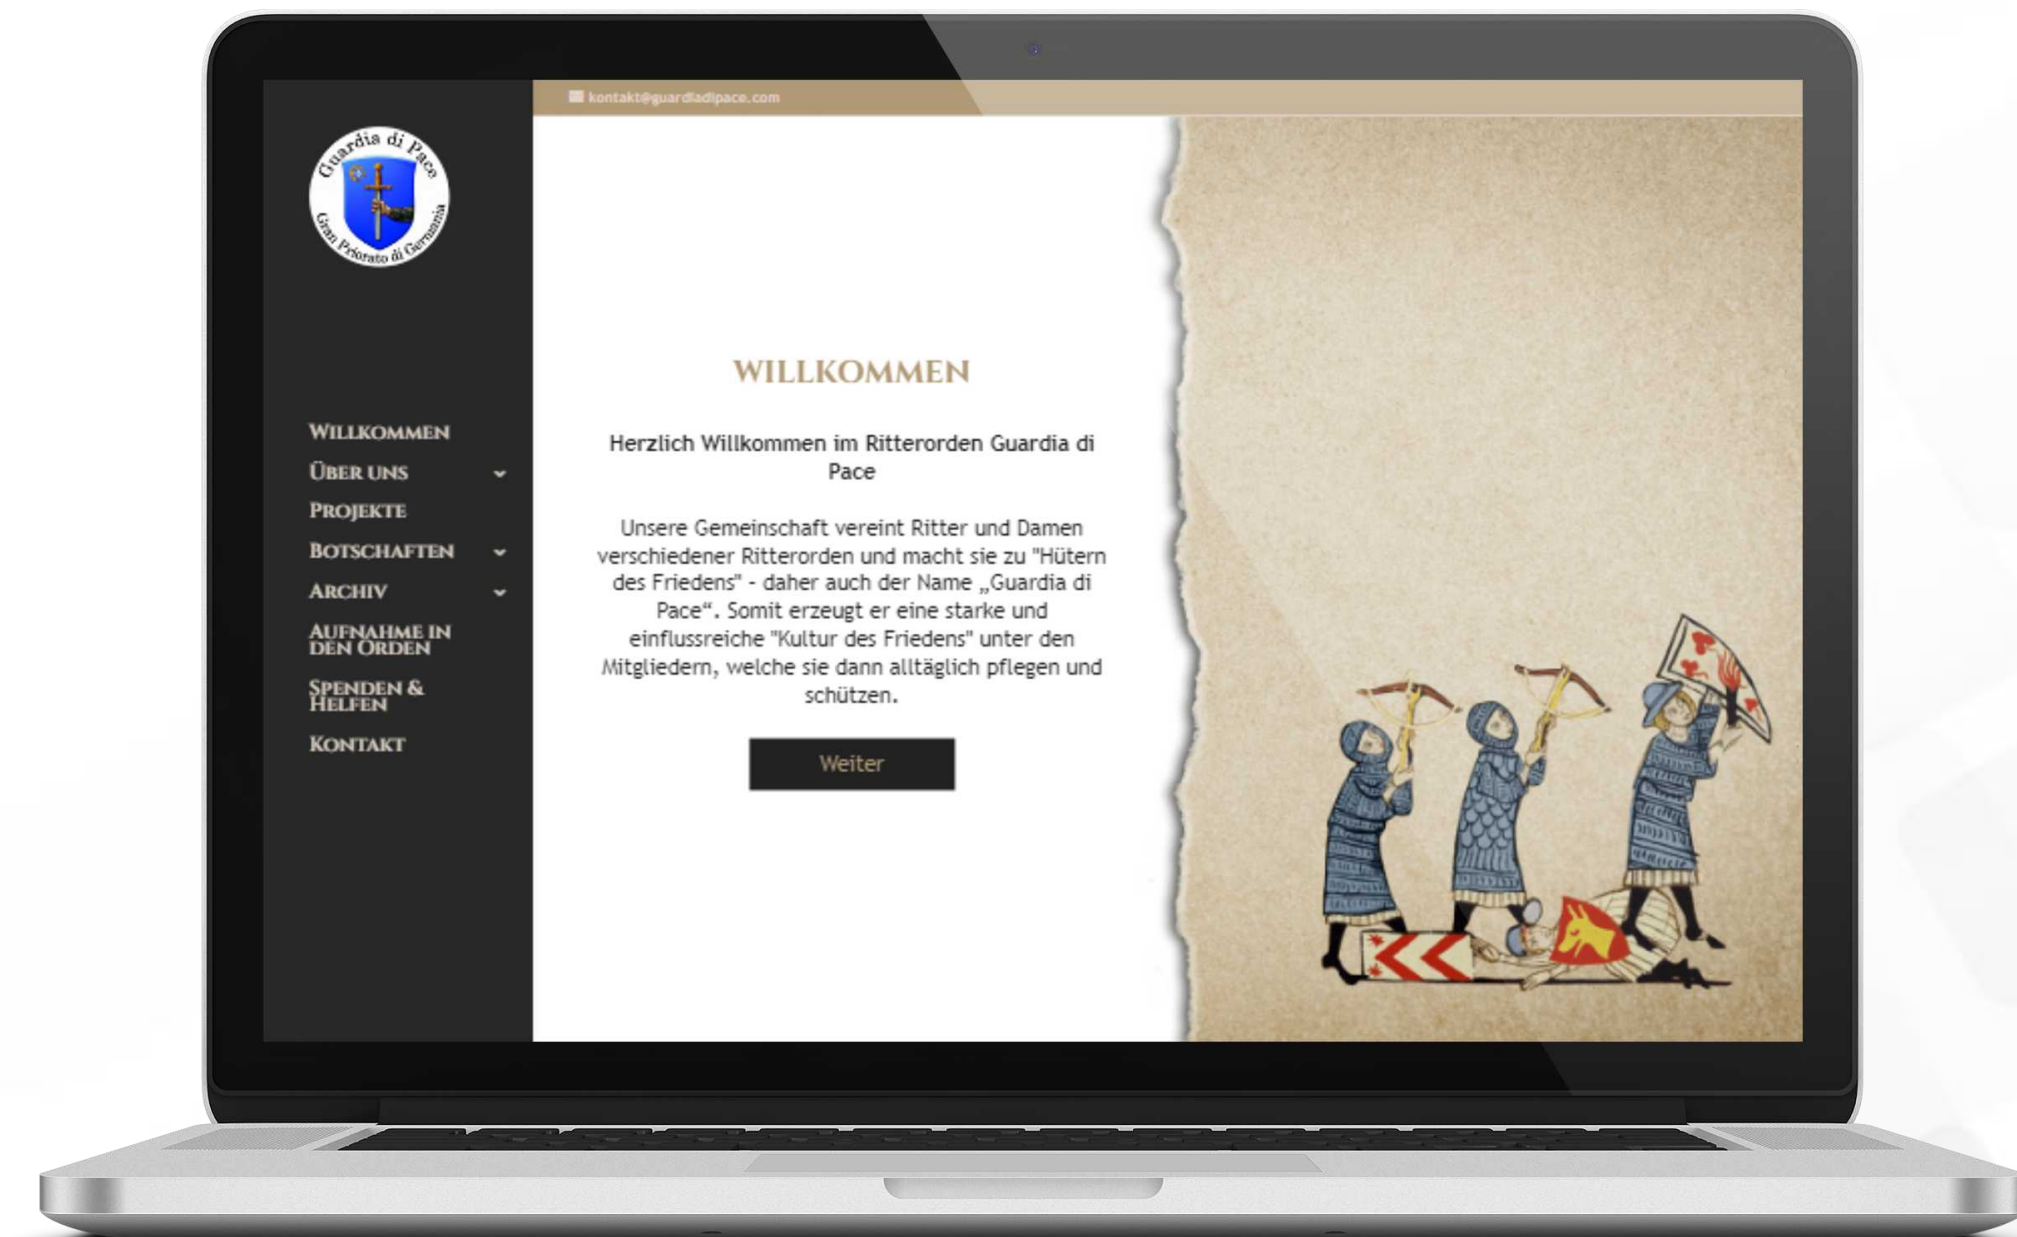 kontakt@guardiadipace.com
Guardia di Pace
Gran Priorato di Germania
Willkommen
Über uns
Projekte
Botschaften
Archiv
Aufnahme in
den Orden
Spenden &
Helfen
Kontakt
WILLKOMMEN
Herzlich Willkommen im Ritterorden Guardia di
Pace
Unsere Gemeinschaft vereint Ritter und Damen
verschiedener Ritterorden und macht sie zu "Hütern
des Friedens" - daher auch der Name „Guardia di
Pace“. Somit erzeugt er eine starke und
einflussreiche "Kultur des Friedens" unter den
Mitgliedern, welche sie dann alltäglich pflegen und
schützen.
Weiter